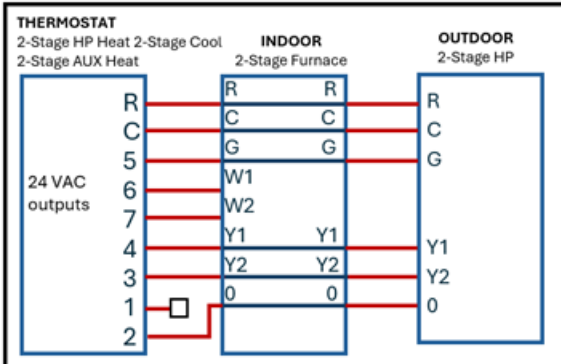 THERMOSTAT
2-Stage HP Heat 2-Stage Cool
2-Stage AUX Heat
INDOOR
2-Stage Furnace
OUTDOOR
2-Stage HP
24 VAC
outputs
R R R R
C C C C
5 G G G
6 W1
7 W2
4 Y1 Y1 Y1
3 Y2 Y2 Y2
1 0 0 0
2